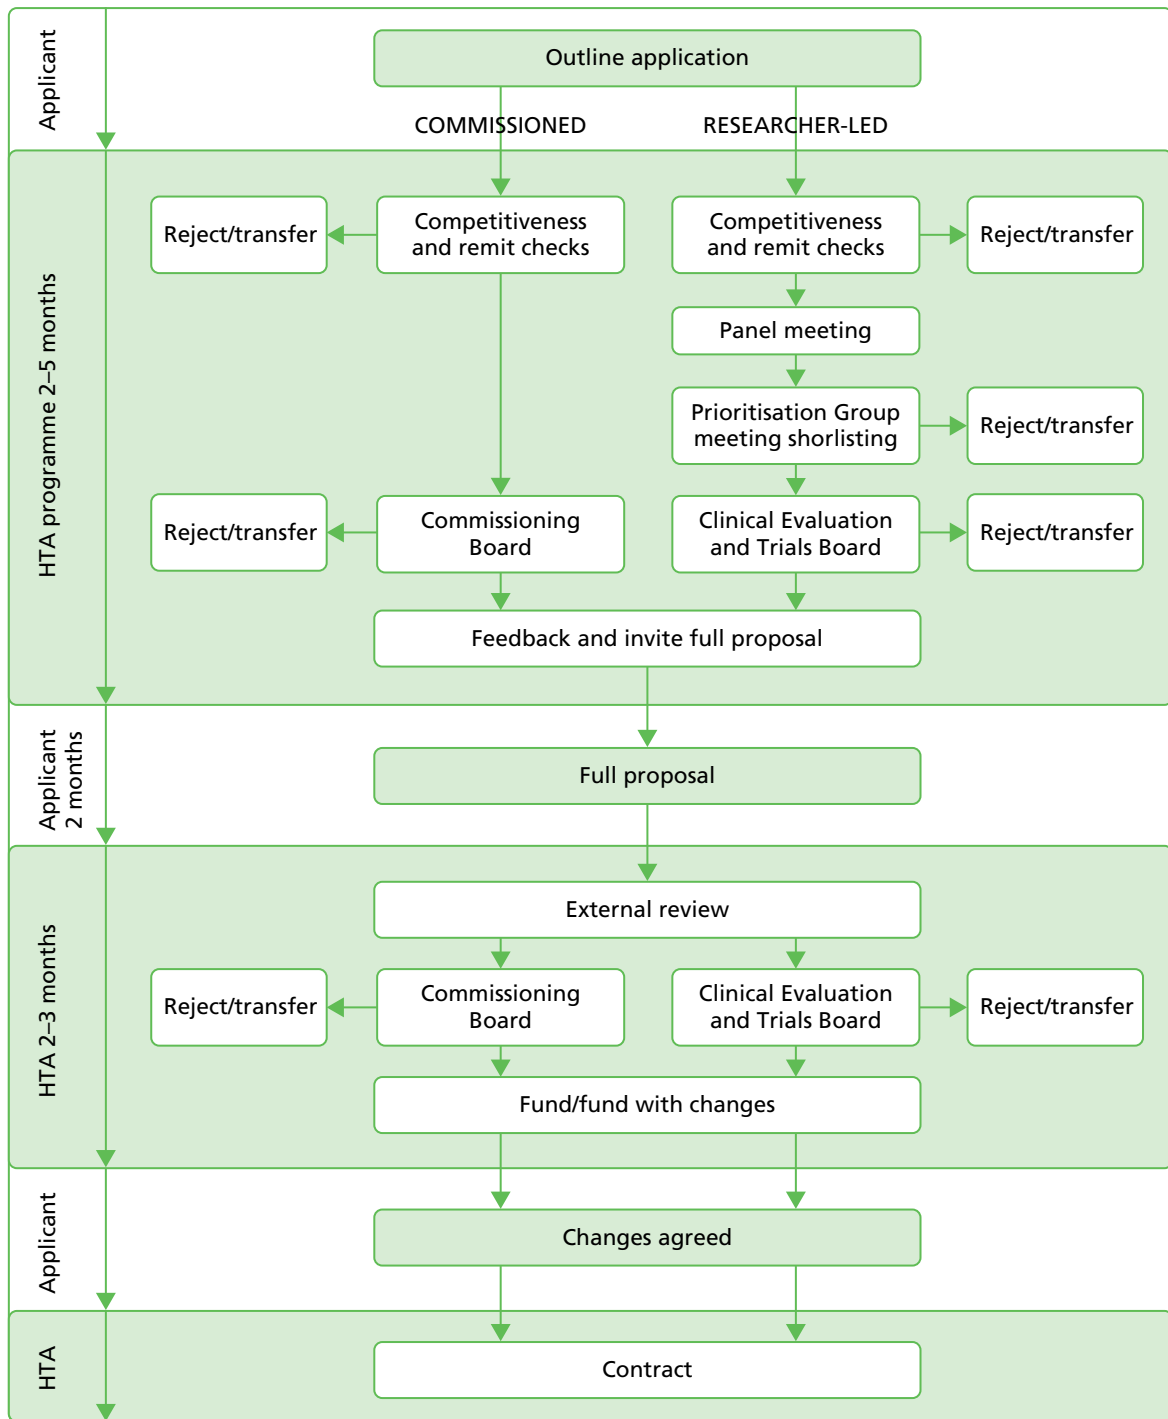 Applicant
Outline application
COMMISSIONED
RESEARCHER-LED
HTA programme 2–5 months
Reject/transfer
Competitiveness
and remit checks
Competitiveness
and remit checks
Reject/transfer
Panel meeting
Prioritisation Group
meeting shorlisting
Reject/transfer
Reject/transfer
Commissioning
Board
Clinical Evaluation
and Trials Board
Reject/transfer
Feedback and invite full proposal
Applicant
2 months
Full proposal
HTA 2–3 months
External review
Reject/transfer
Commissioning
Board
Clinical Evaluation
and Trials Board
Reject/transfer
Fund/fund with changes
Applicant
Changes agreed
HTA
Contract